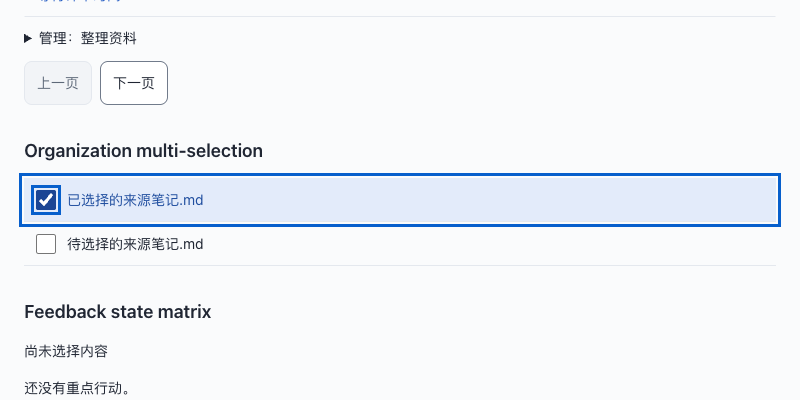 管理：整理资料
上一页
下一页
Organization multi-selection
已选择的来源笔记.md
待选择的来源笔记.md
Feedback state matrix
尚未选择内容
还没有重点行动。